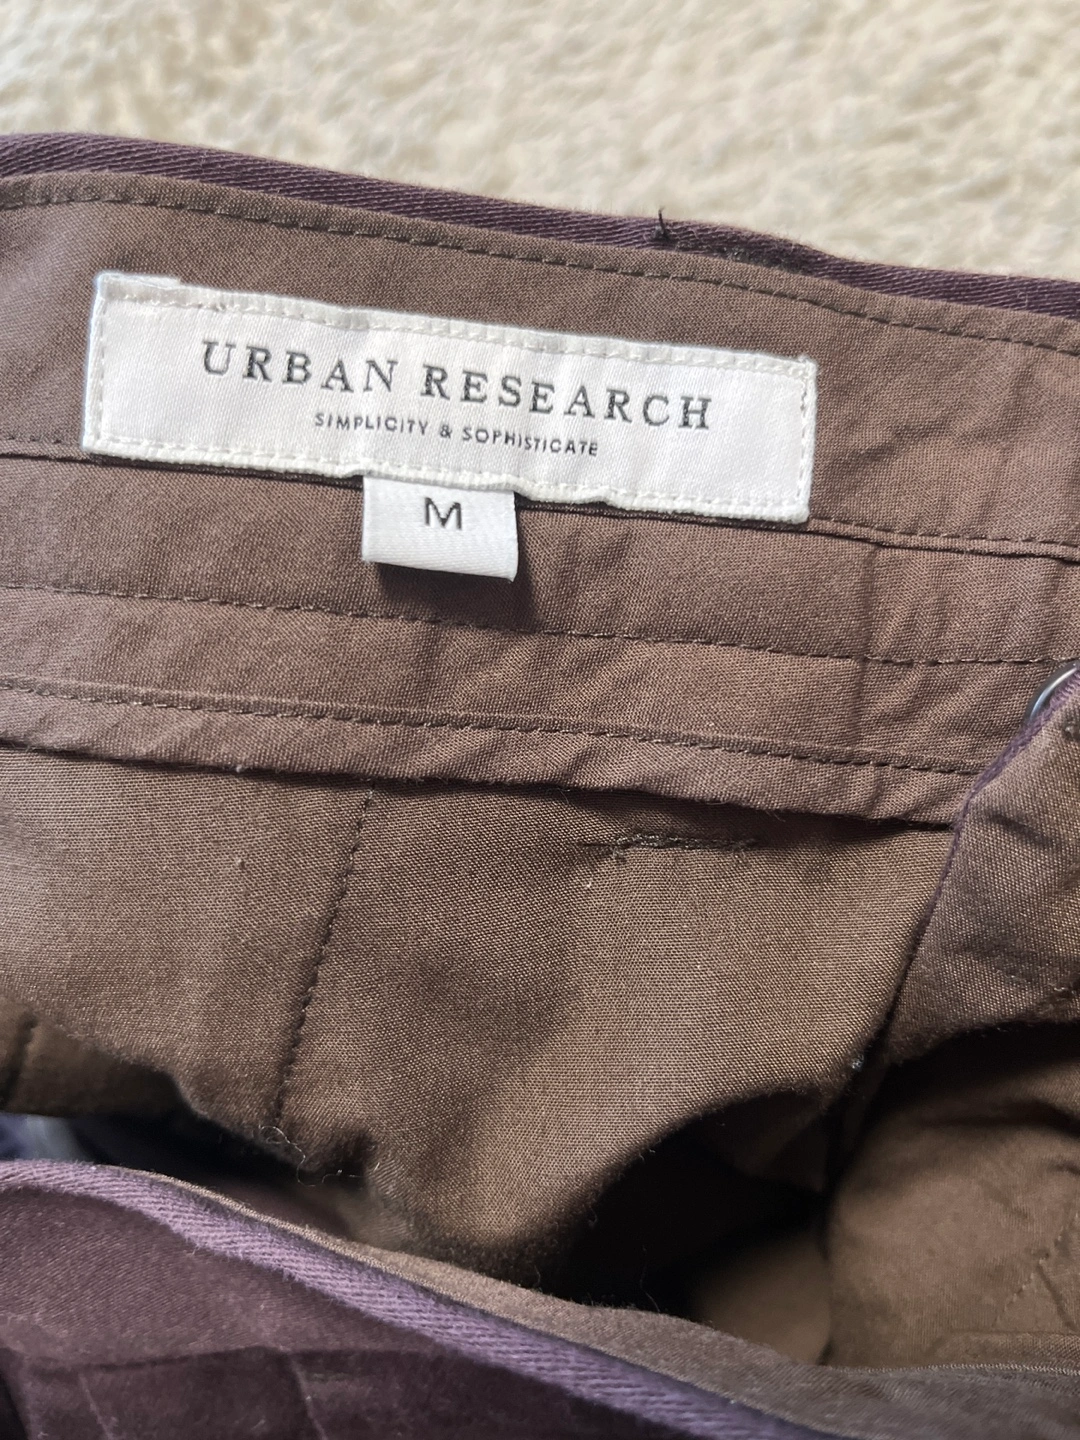 URBAN RESEARCH
SIMPLICITY & SOPHISTICATE
M